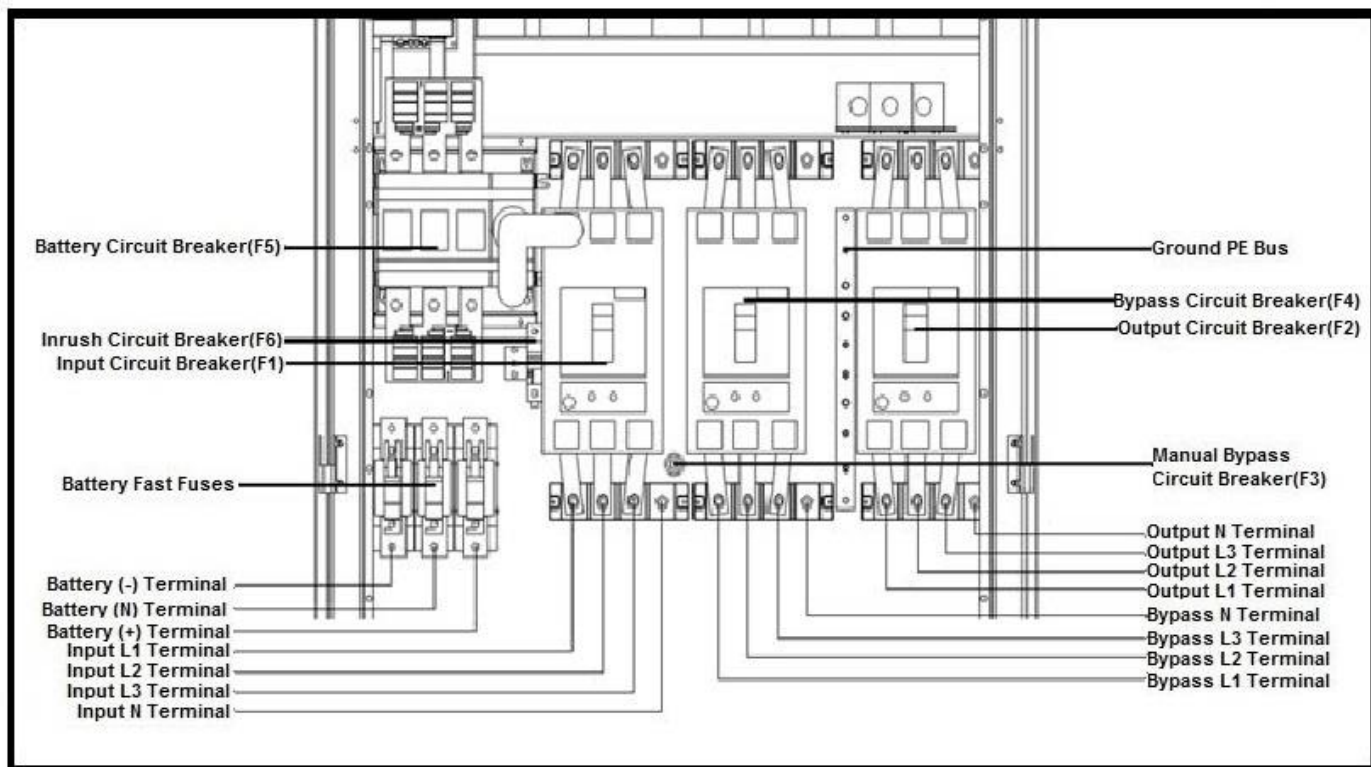 Battery Circuit Breaker(F5)
Inrush Circuit Breaker(F6)
Input Circuit Breaker(F1)
Battery Fast Fuses
Battery (-) Terminal
Battery (N) Terminal
Battery (+) Terminal
Input L1 Terminal
Input L2 Terminal
Input L3 Terminal
Input N Terminal
Ground PE Bus
Bypass Circuit Breaker(F4)
Output Circuit Breaker(F2)
Manual Bypass
Circuit Breaker(F3)
Output N Terminal
Output L3 Terminal
Output L2 Terminal
Output L1 Terminal
Bypass N Terminal
Bypass L3 Terminal
Bypass L2 Terminal
Bypass L1 Terminal